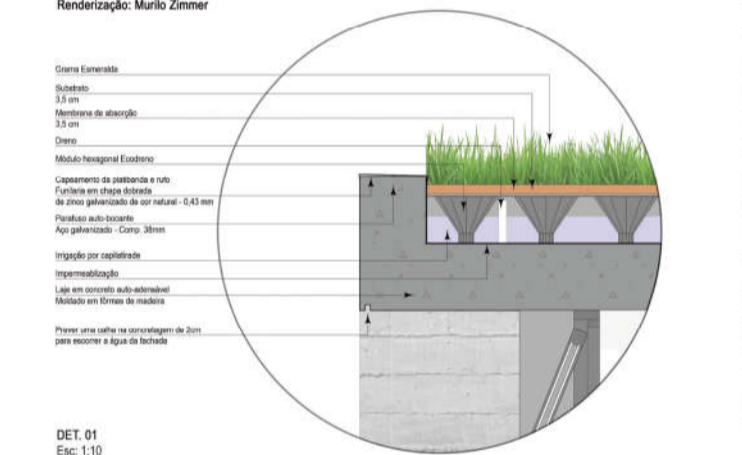 Renderização: Murilo Zimmer
Grama Esmeralda
Substrato
3,5 cm
Membrana de absorção
3,5 cm
Dreno
Módulo hexagonal Ecodreno
Capeamento da platibanda e rufo
Funilaria em chapa dobrada
de zinco galvanizado de cor natural - 0,43 mm
Parafuso auto-bocante
Aço galvanizado - Comp. 38mm
Irrigação por capilatirade
Impermeablização
Laje em concreto auto-adensável
Moldado em fôrmas de madeira
Prever uma calha na concretagem de 2cm
para escorrer a água da fachada
DET. 01
Esc: 1:10